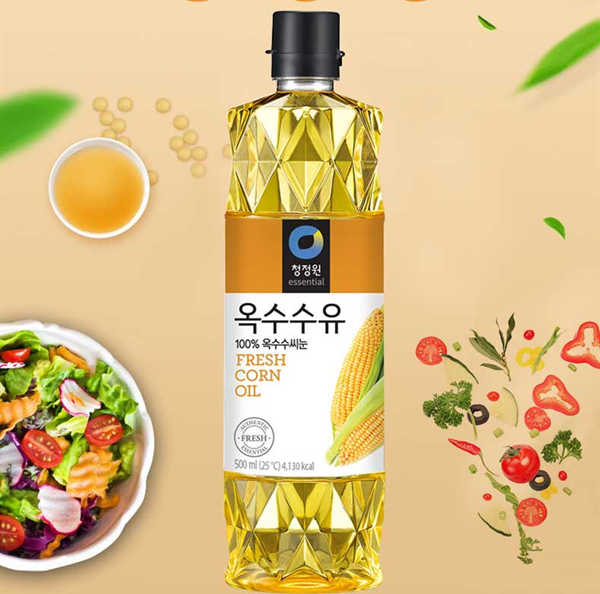 청정원
essential
옥수수유
100% 옥수수씨눈
FRESH
CORN
OIL
AUTHENTIC
FRESH
ESSENTIAL
500 ml (25 ℃) 4,130 kcal